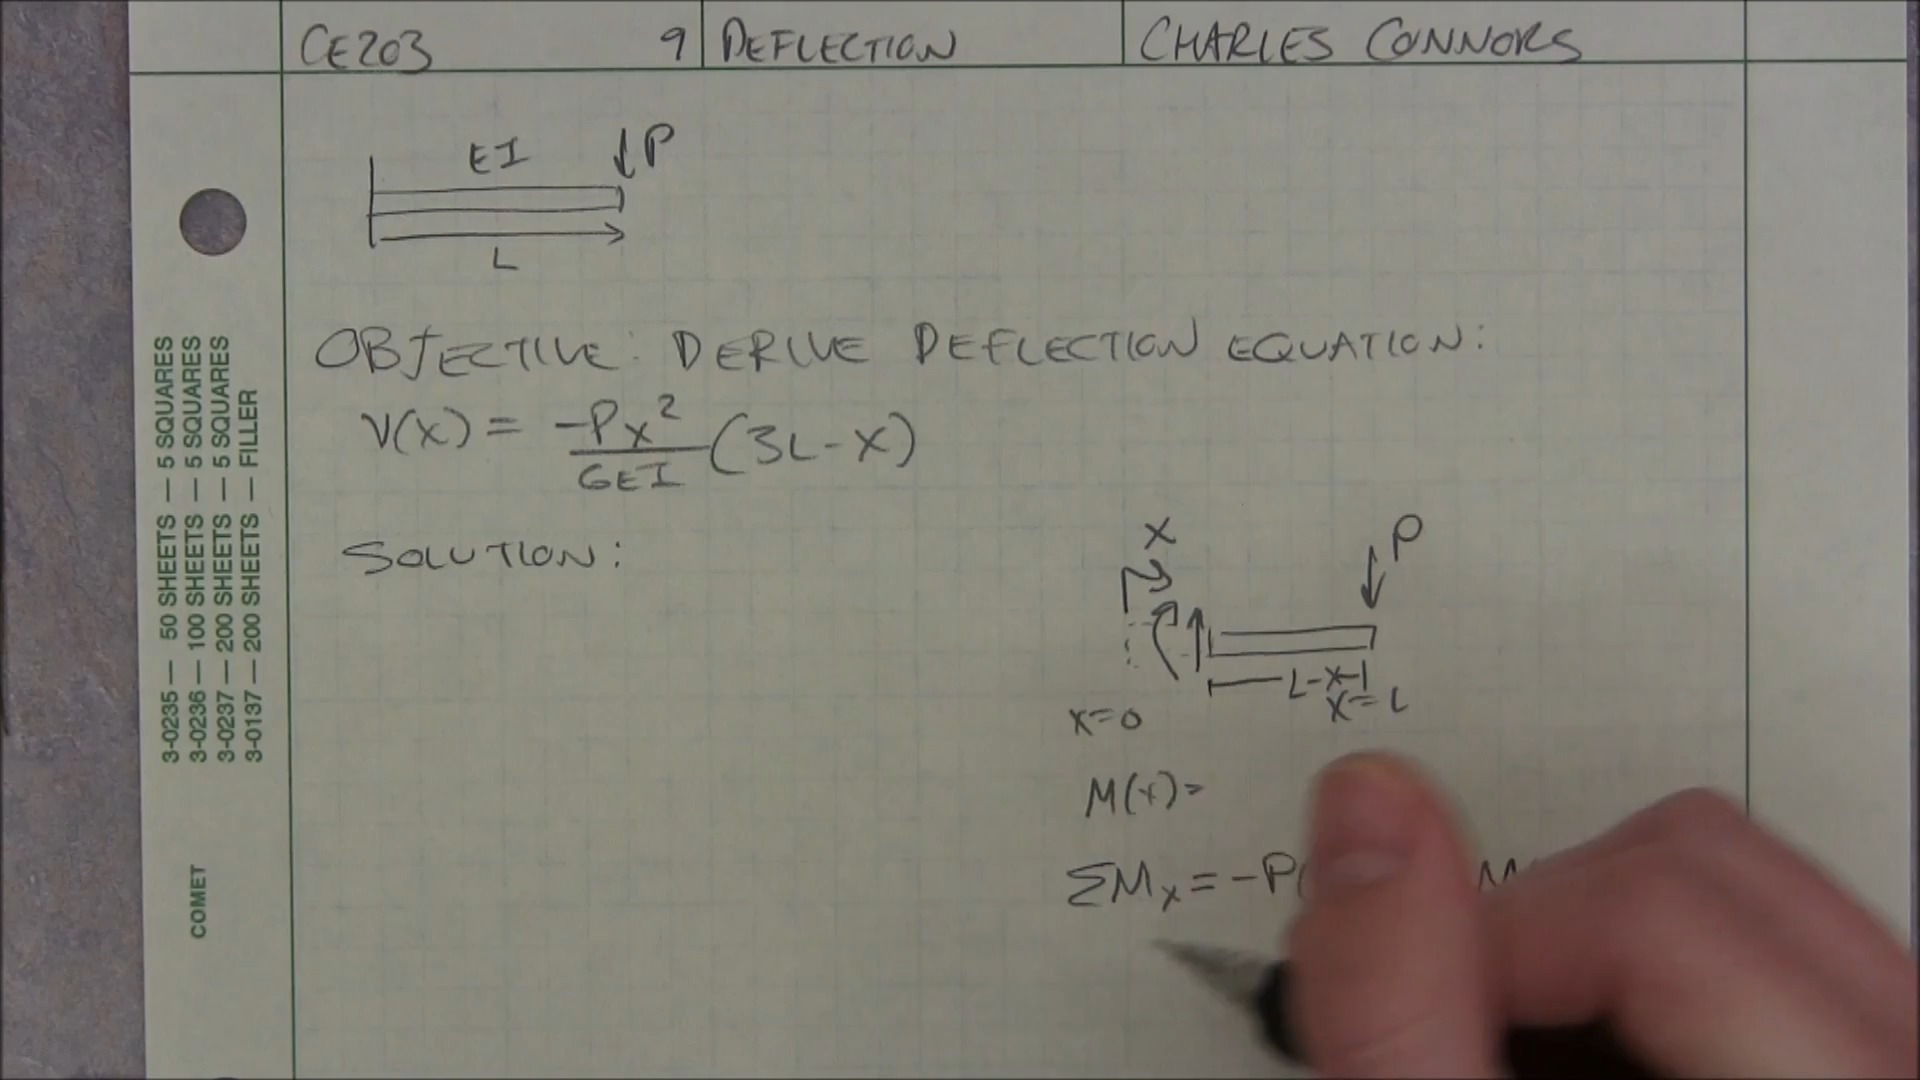 CE203 9 DEFLECTION CHARLES CONNORS
EI ↓P
L
OBJECTIVE: DERIVE DEFLECTION EQUATION:
V(X) = -Px²/6EI (3L-X)
SOLUTION:
X P
L-X
X=0 X=L
M(x)=
ΣMx = -P(
3-0235 — 50 SHEETS — 5 SQUARES
3-0236 — 100 SHEETS — 5 SQUARES
3-0237 — 200 SHEETS — 5 SQUARES
3-0137 — 200 SHEETS — FILLER
COMET